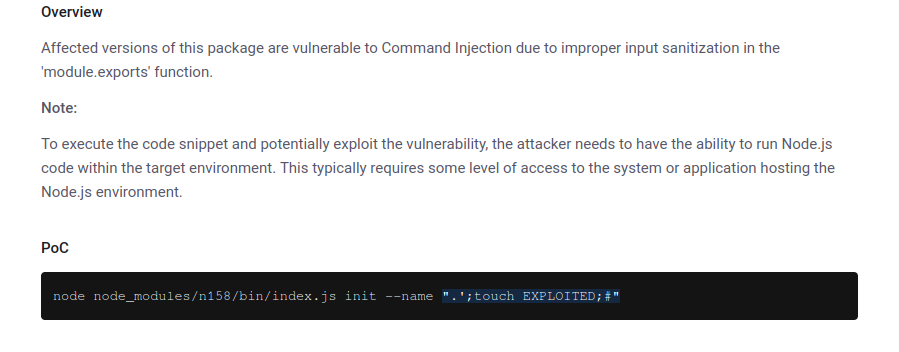 Overview
Affected versions of this package are vulnerable to Command Injection due to improper input sanitization in the
'module.exports' function.
Note:
To execute the code snippet and potentially exploit the vulnerability, the attacker needs to have the ability to run Node.js
code within the target environment. This typically requires some level of access to the system or application hosting the
Node.js environment.
PoC
node node_modules/n158/bin/index.js init --name ".';touch EXPLOITED;#"